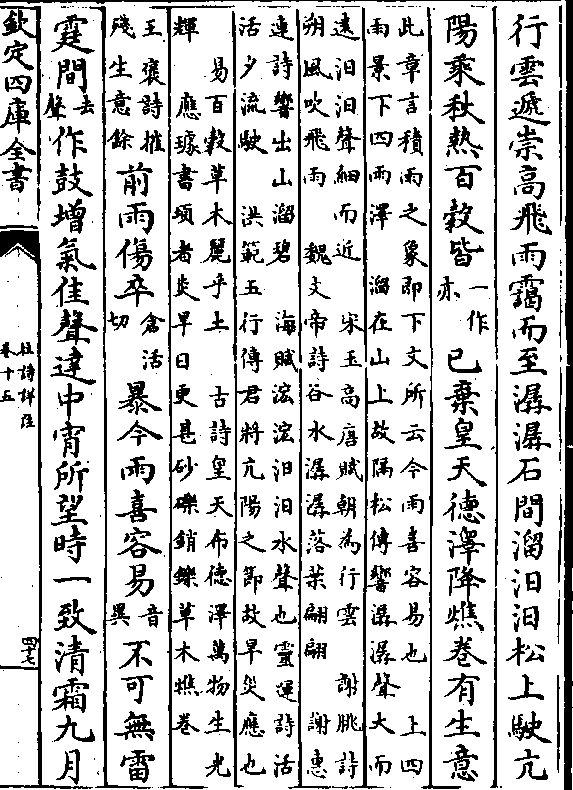 行雲遞崇高飛雨靄而至潺潺石間溜汨汨松上駛亢
陽乘秋熱百穀皆
一作
亦
已棄皇天德澤降燋卷有生意
此章言積雨之象即下文所云今雨喜容易也　上四
雨景下四雨澤　溜在山上故隔松傳響潺潺聲大而
遠汨汨聲細而近　宋玉高唐賦朝為行雲　謝朓詩
朔風吹飛雨　魏文帝詩谷水潺潺落葉翩翩　謝惠
連詩響出山溜碧　海賦浤浤汨汨水聲也　靈運詩活
活夕流駛　洪範五行傳君將亢陽之節故旱災應也
易百穀草木麗乎土　古詩皇天布德澤萬物生光
輝　應璩書頃者炎旱日更甚砂礫銷鑠草木燋卷
王褒詩摧
殘生意餘
前雨傷卒
倉活
切
暴今雨喜容易
音
異
不可無雷
霆間
去
聲
作鼓增氣佳聲達中宵所望時一致清霜九月
欽定四庫全書
杜詩詳註
卷十五
四十七